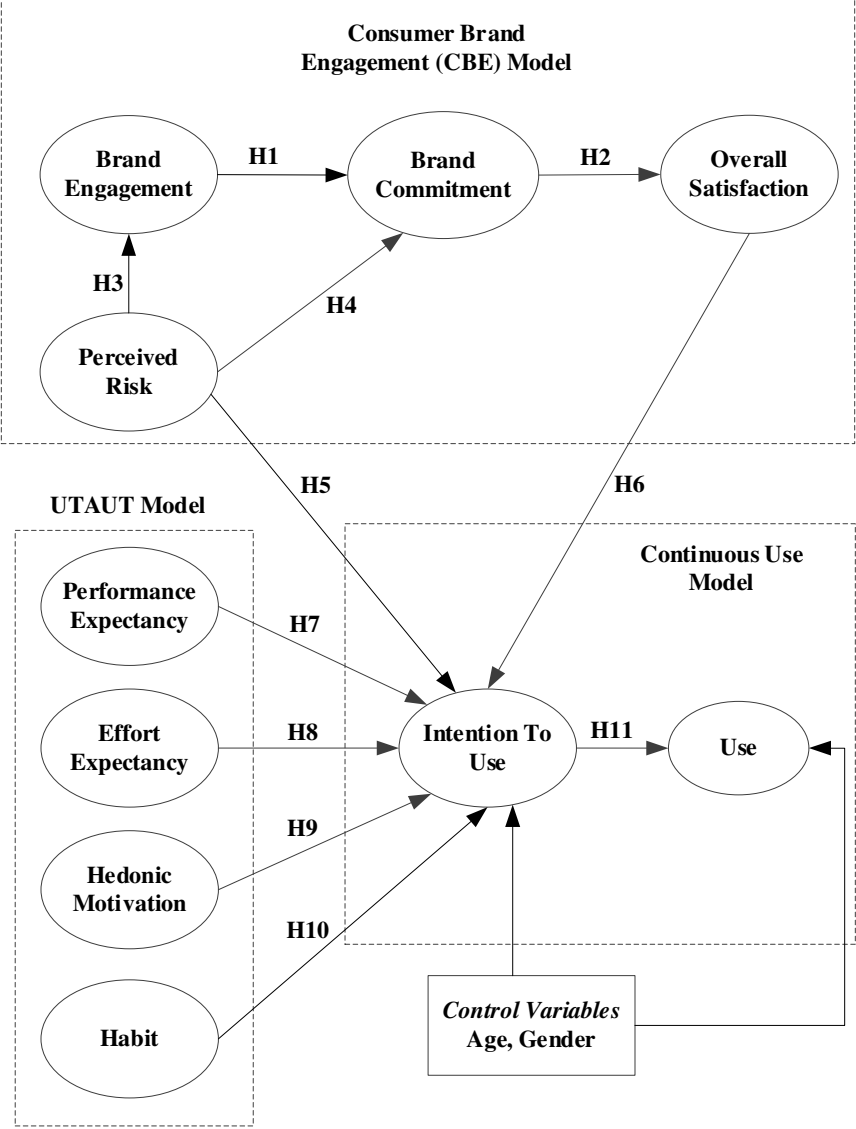 Consumer Brand
Engagement (CBE) Model
Brand
Engagement
H1
Brand
Commitment
H2
Overall
Satisfaction
H3
H4
Perceived
Risk
H5
H6
UTAUT Model
Continuous Use
Model
Performance
Expectancy
H7
Effort
Expectancy
H8
Intention To
Use
H11
Use
Hedonic
Motivation
H9
H10
Habit
Control Variables
Age, Gender